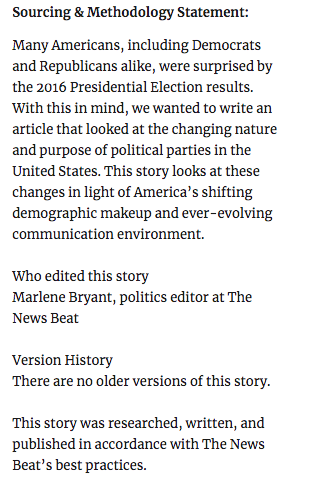 Sourcing & Methodology Statement:
Many Americans, including Democrats
and Republicans alike, were surprised by
the 2016 Presidential Election results.
With this in mind, we wanted to write an
article that looked at the changing nature
and purpose of political parties in the
United States. This story looks at these
changes in light of America's shifting
demographic makeup and ever-evolving
communication environment.
Who edited this story
Marlene Bryant, politics editor at The
News Beat
Version History
There are no older versions of this story.
This story was researched, written, and
published in accordance with The News
Beat's best practices.